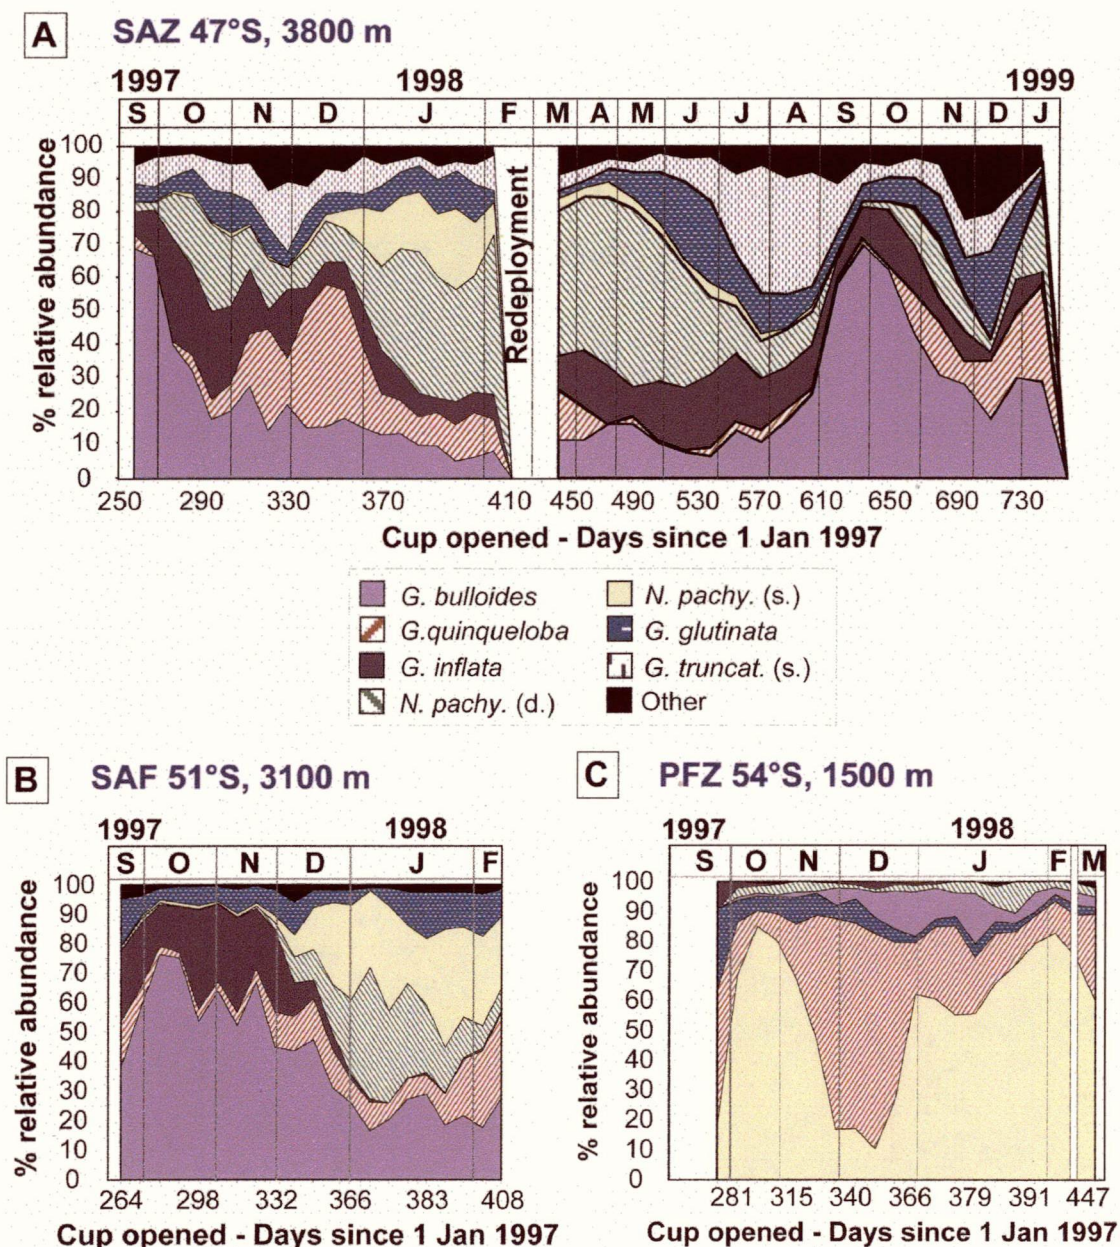 A SAZ 47°S, 3800 m
1997 1998 1999
S O N D J F M A M J J A S O N D J
% relative abundance
100
90
80
70
60
50
40
30
20
10
0
Redeployment
250 290 330 370 410 450 490 530 570 610 650 690 730
Cup opened - Days since 1 Jan 1997
G. bulloides N. pachy. (s.)
G.quinqueloba G. glutinata
G. inflata G. truncat. (s.)
N. pachy. (d.) Other
B SAF 51°S, 3100 m
1997 1998
S O N D J F
% relative abundance
100
90
80
70
60
50
40
30
20
10
0
264 298 332 366 383 408
Cup opened - Days since 1 Jan 1997
C PFZ 54°S, 1500 m
1997 1998
S O N D J F M
% relative abundance
100
90
80
70
60
50
40
30
20
10
0
281 315 340 366 379 391 447
Cup opened - Days since 1 Jan 1997